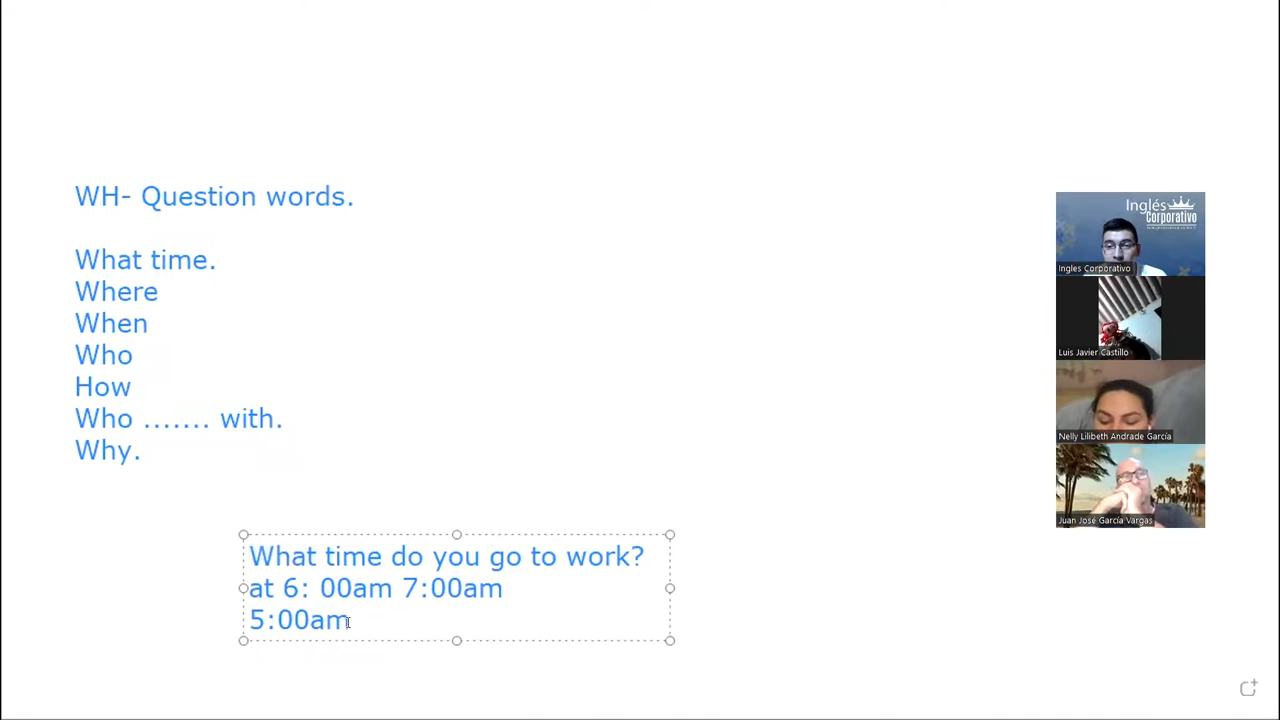 WH- Question words.
What time.
Where
When
Who
How
Who ....... with.
Why.
What time do you go to work?
at 6: 00am 7:00am
5:00am
Inglés
Corporativo
Ingles Corporativo
Luis Javier Castillo
Nelly Lilibeth Andrade García
Juan José García Vargas